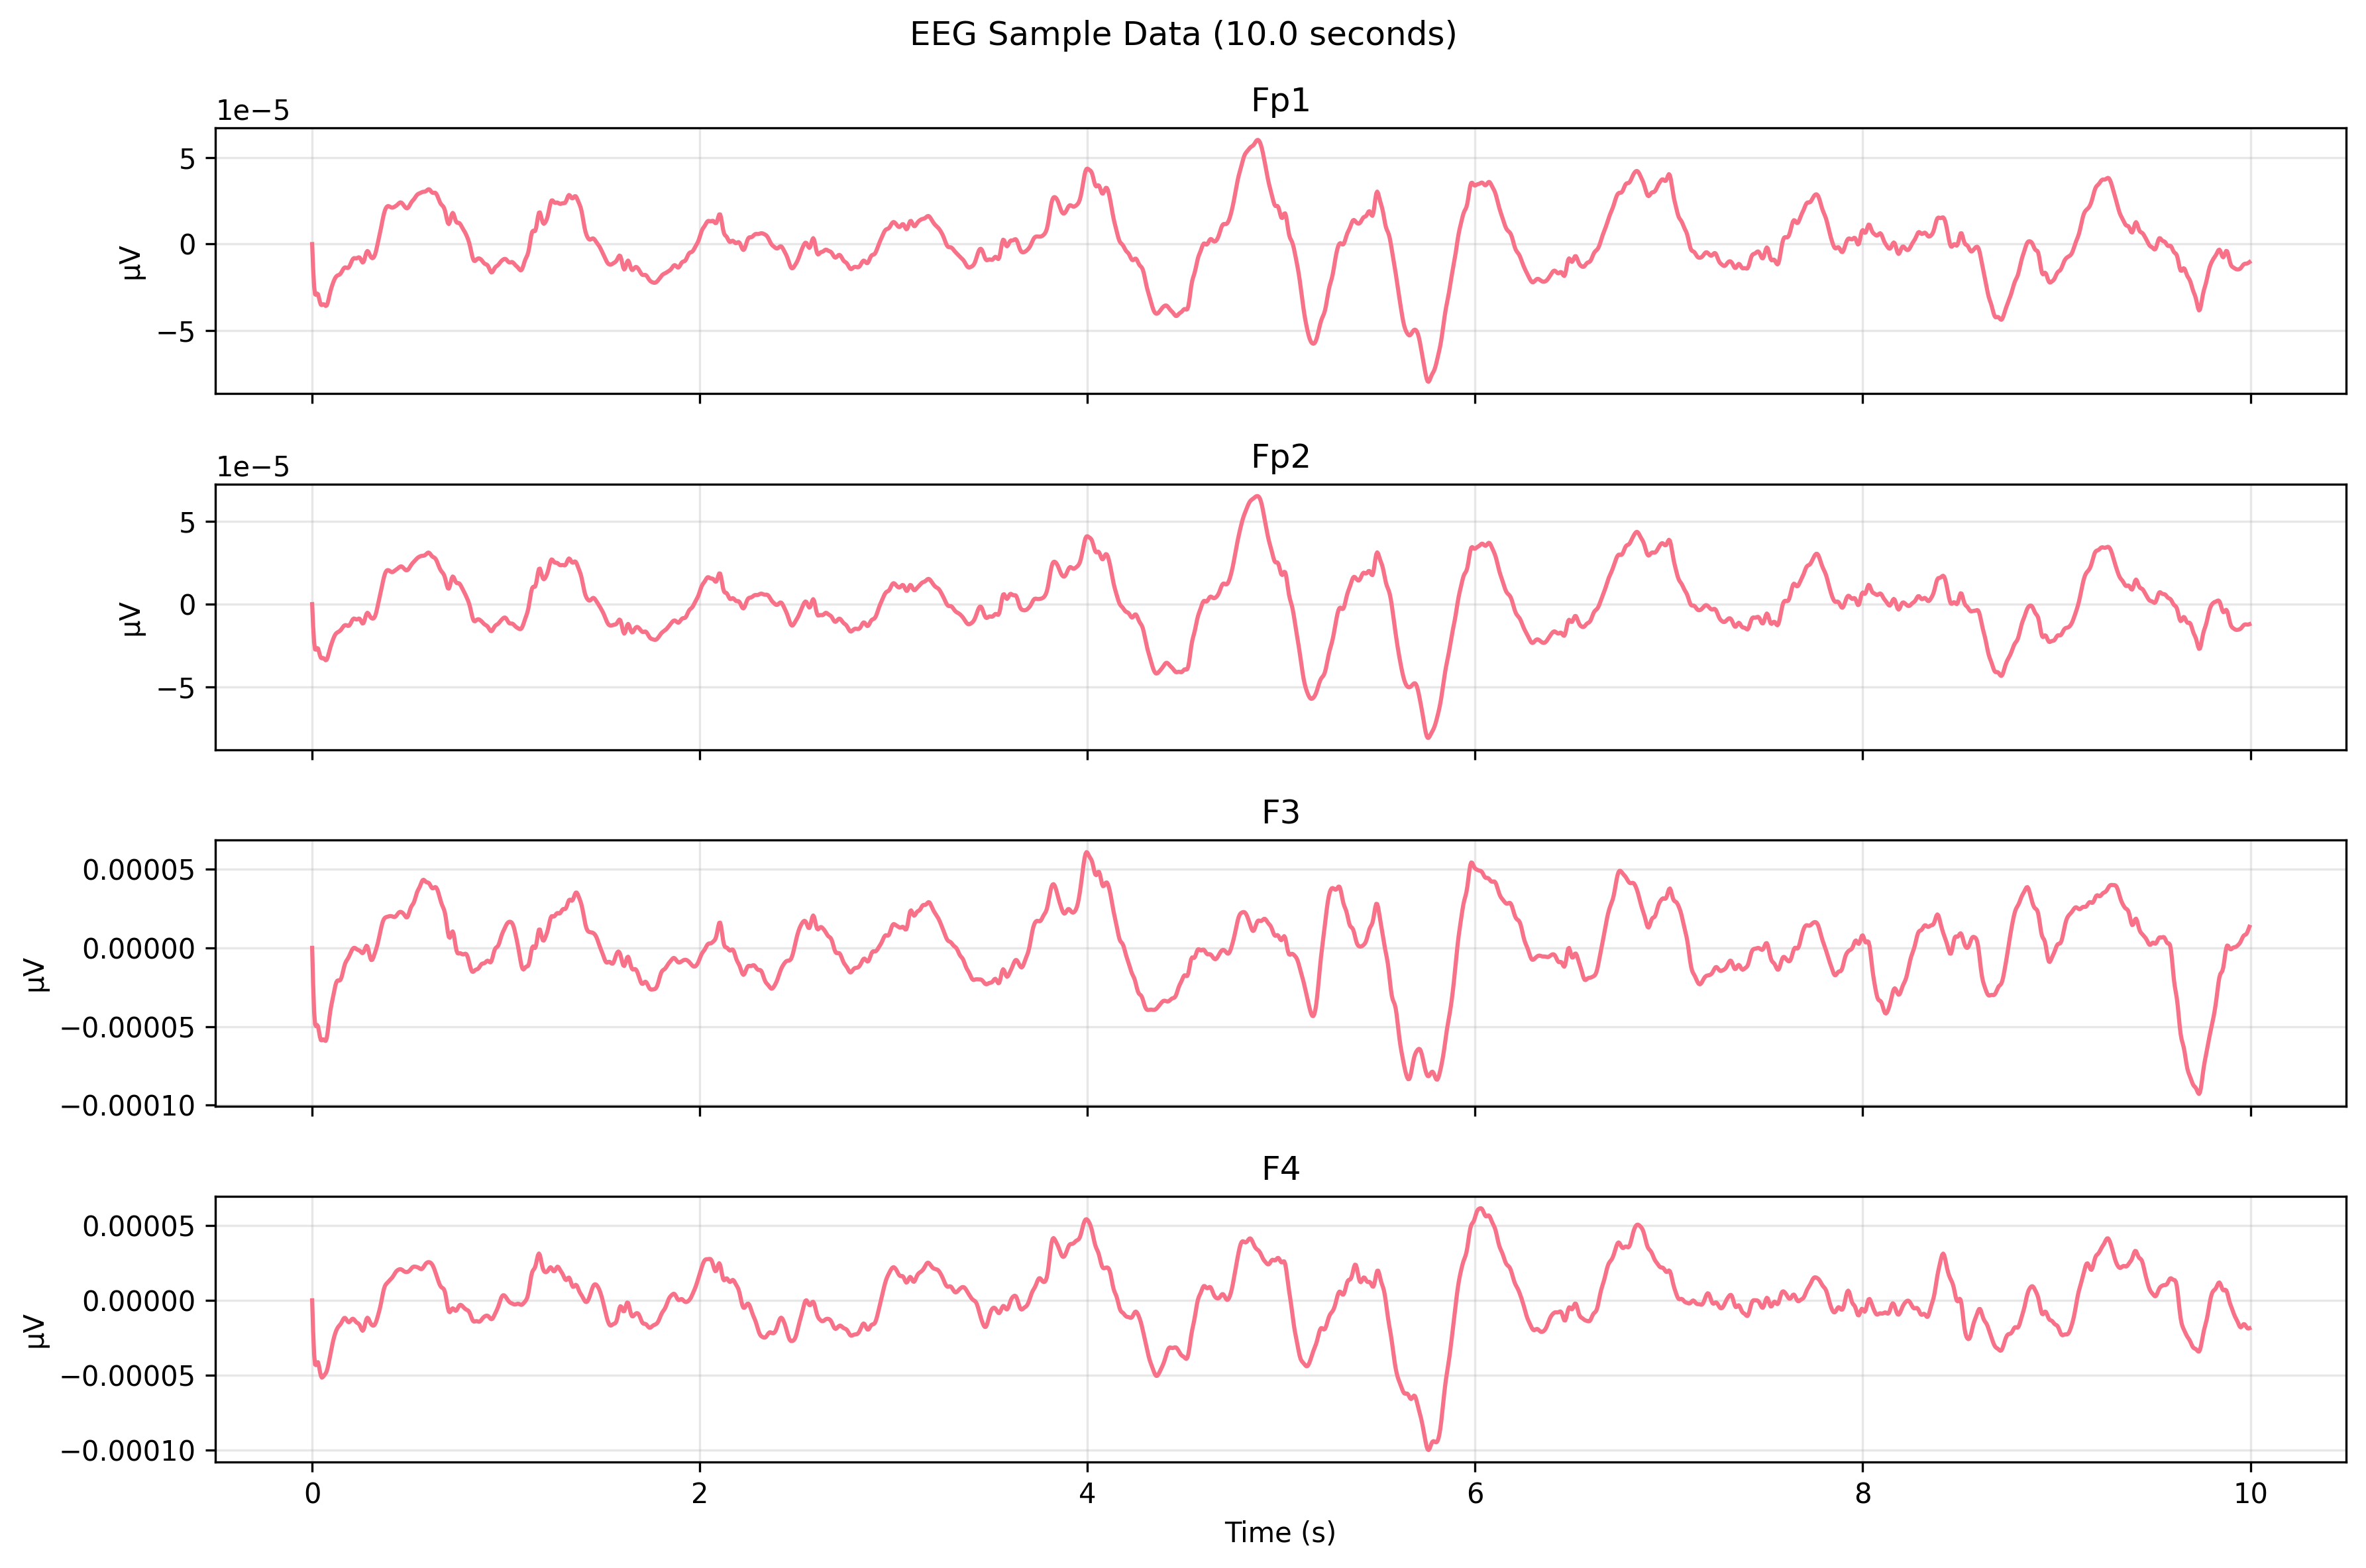 EEG Sample Data (10.0 seconds)
Fp1
1e−5
5
0
−5
µV
Fp2
1e−5
5
0
−5
µV
F3
0.00005
0.00000
−0.00005
−0.00010
µV
F4
0.00005
0.00000
−0.00005
−0.00010
µV
0 2 4 6 8 10
Time (s)